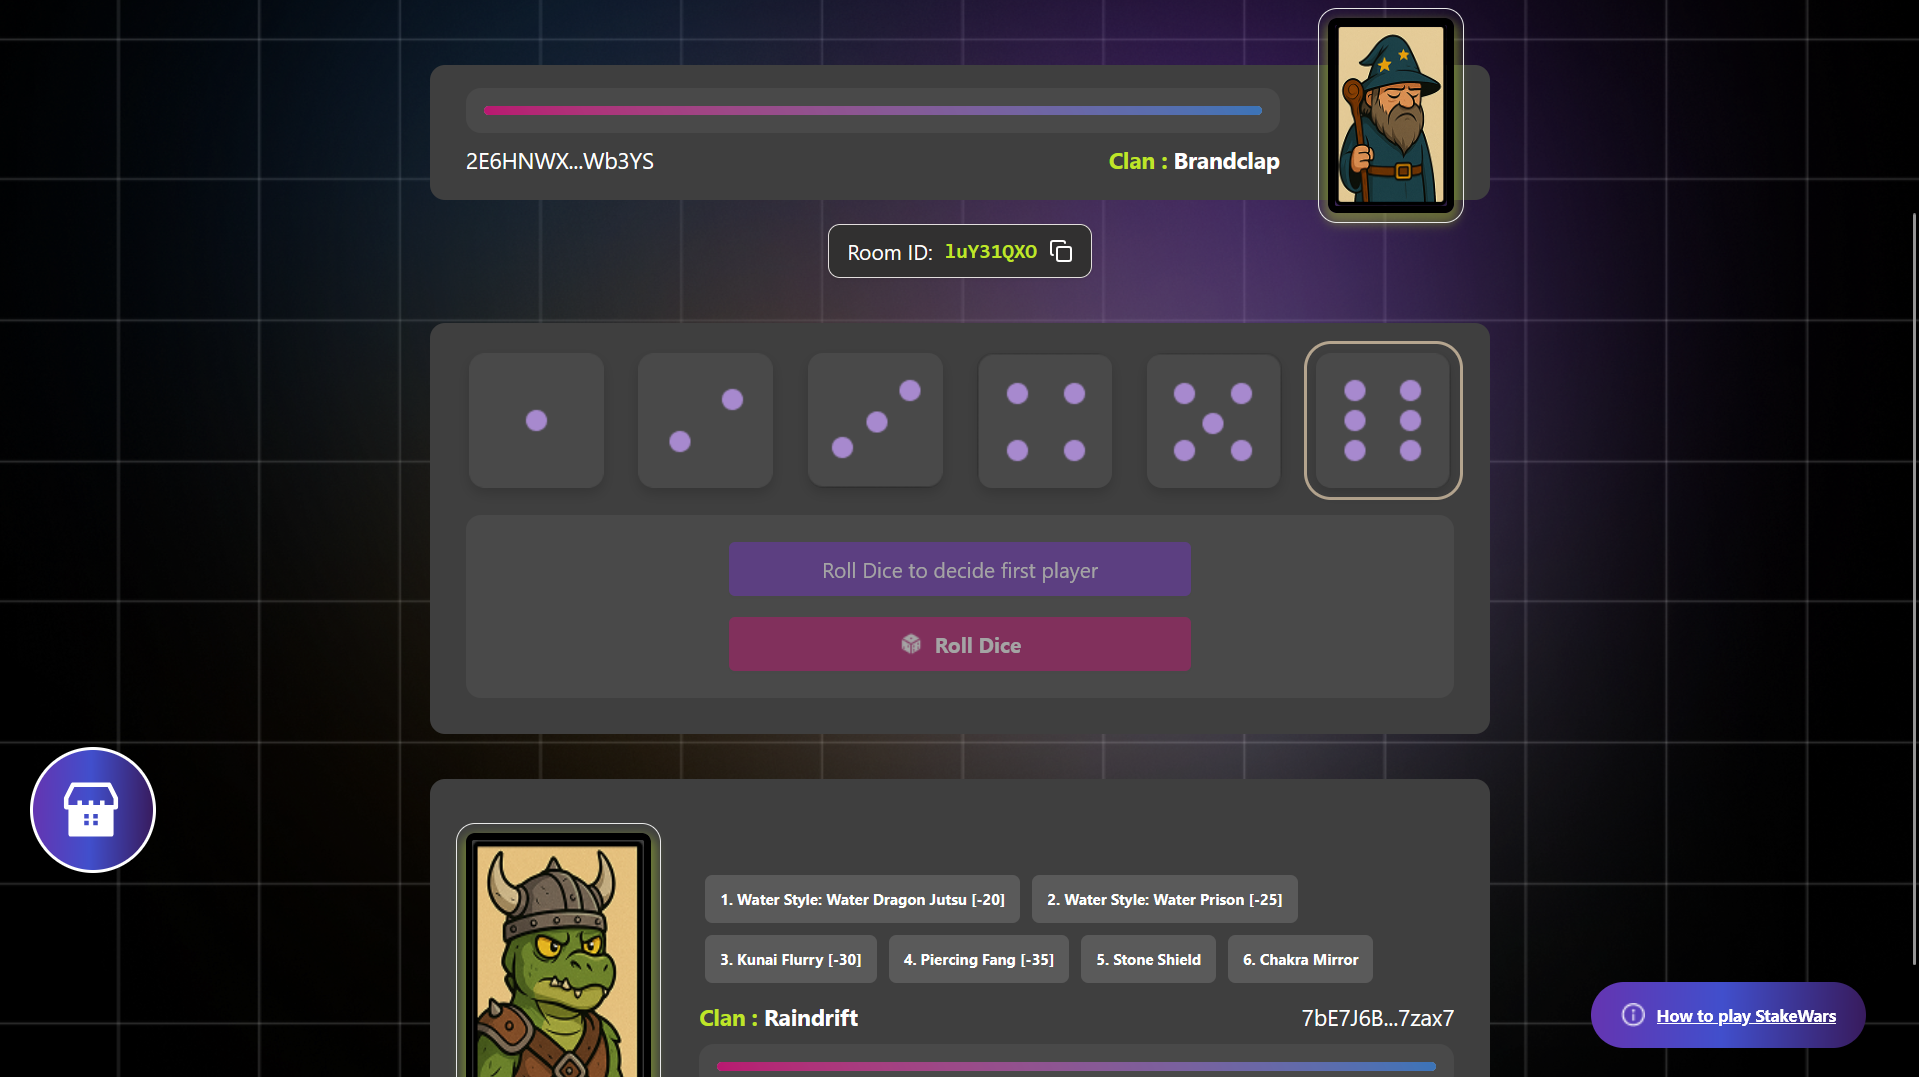 2E6HNWX...Wb3YS
Clan : Brandclap
Room ID: luY31QXO
Roll Dice to decide first player
Roll Dice
1. Water Style: Water Dragon Jutsu [-20]
2. Water Style: Water Prison [-25]
3. Kunai Flurry [-30]
4. Piercing Fang [-35]
5. Stone Shield
6. Chakra Mirror
Clan : Raindrift
7bE7J6B...7zax7
How to play StakeWars